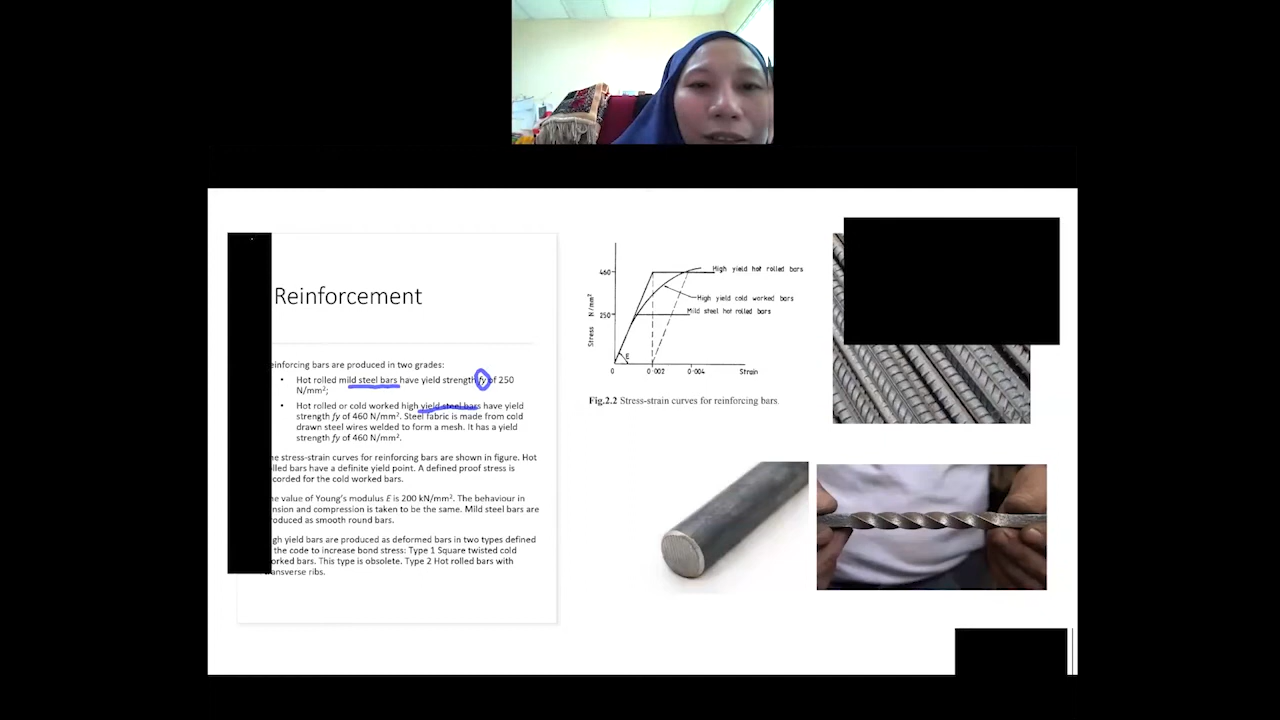 Reinforcement
einforcing bars are produced in two grades:
• Hot rolled mild steel bars have yield strength fy of 250
N/mm²;
• Hot rolled or cold worked high yield steel bars have yield
strength fy of 460 N/mm². Steel fabric is made from cold
drawn steel wires welded to form a mesh. It has a yield
strength fy of 460 N/mm².
e stress-strain curves for reinforcing bars are shown in figure. Hot
lled bars have a definite yield point. A defined proof stress is
corded for the cold worked bars.
e value of Young's modulus E is 200 kN/mm². The behaviour in
nsion and compression is taken to be the same. Mild steel bars are
roduced as smooth round bars.
gh yield bars are produced as deformed bars in two types defined
the code to increase bond stress: Type 1 Square twisted cold
orked bars. This type is obsolete. Type 2 Hot rolled bars with
ansverse ribs.
Stress N/mm²
460
250
E
0
0·002
0·004
Strain
High yield hot rolled bars
High yield cold worked bars
Mild steel hot rolled bars
Fig.2.2 Stress-strain curves for reinforcing bars.